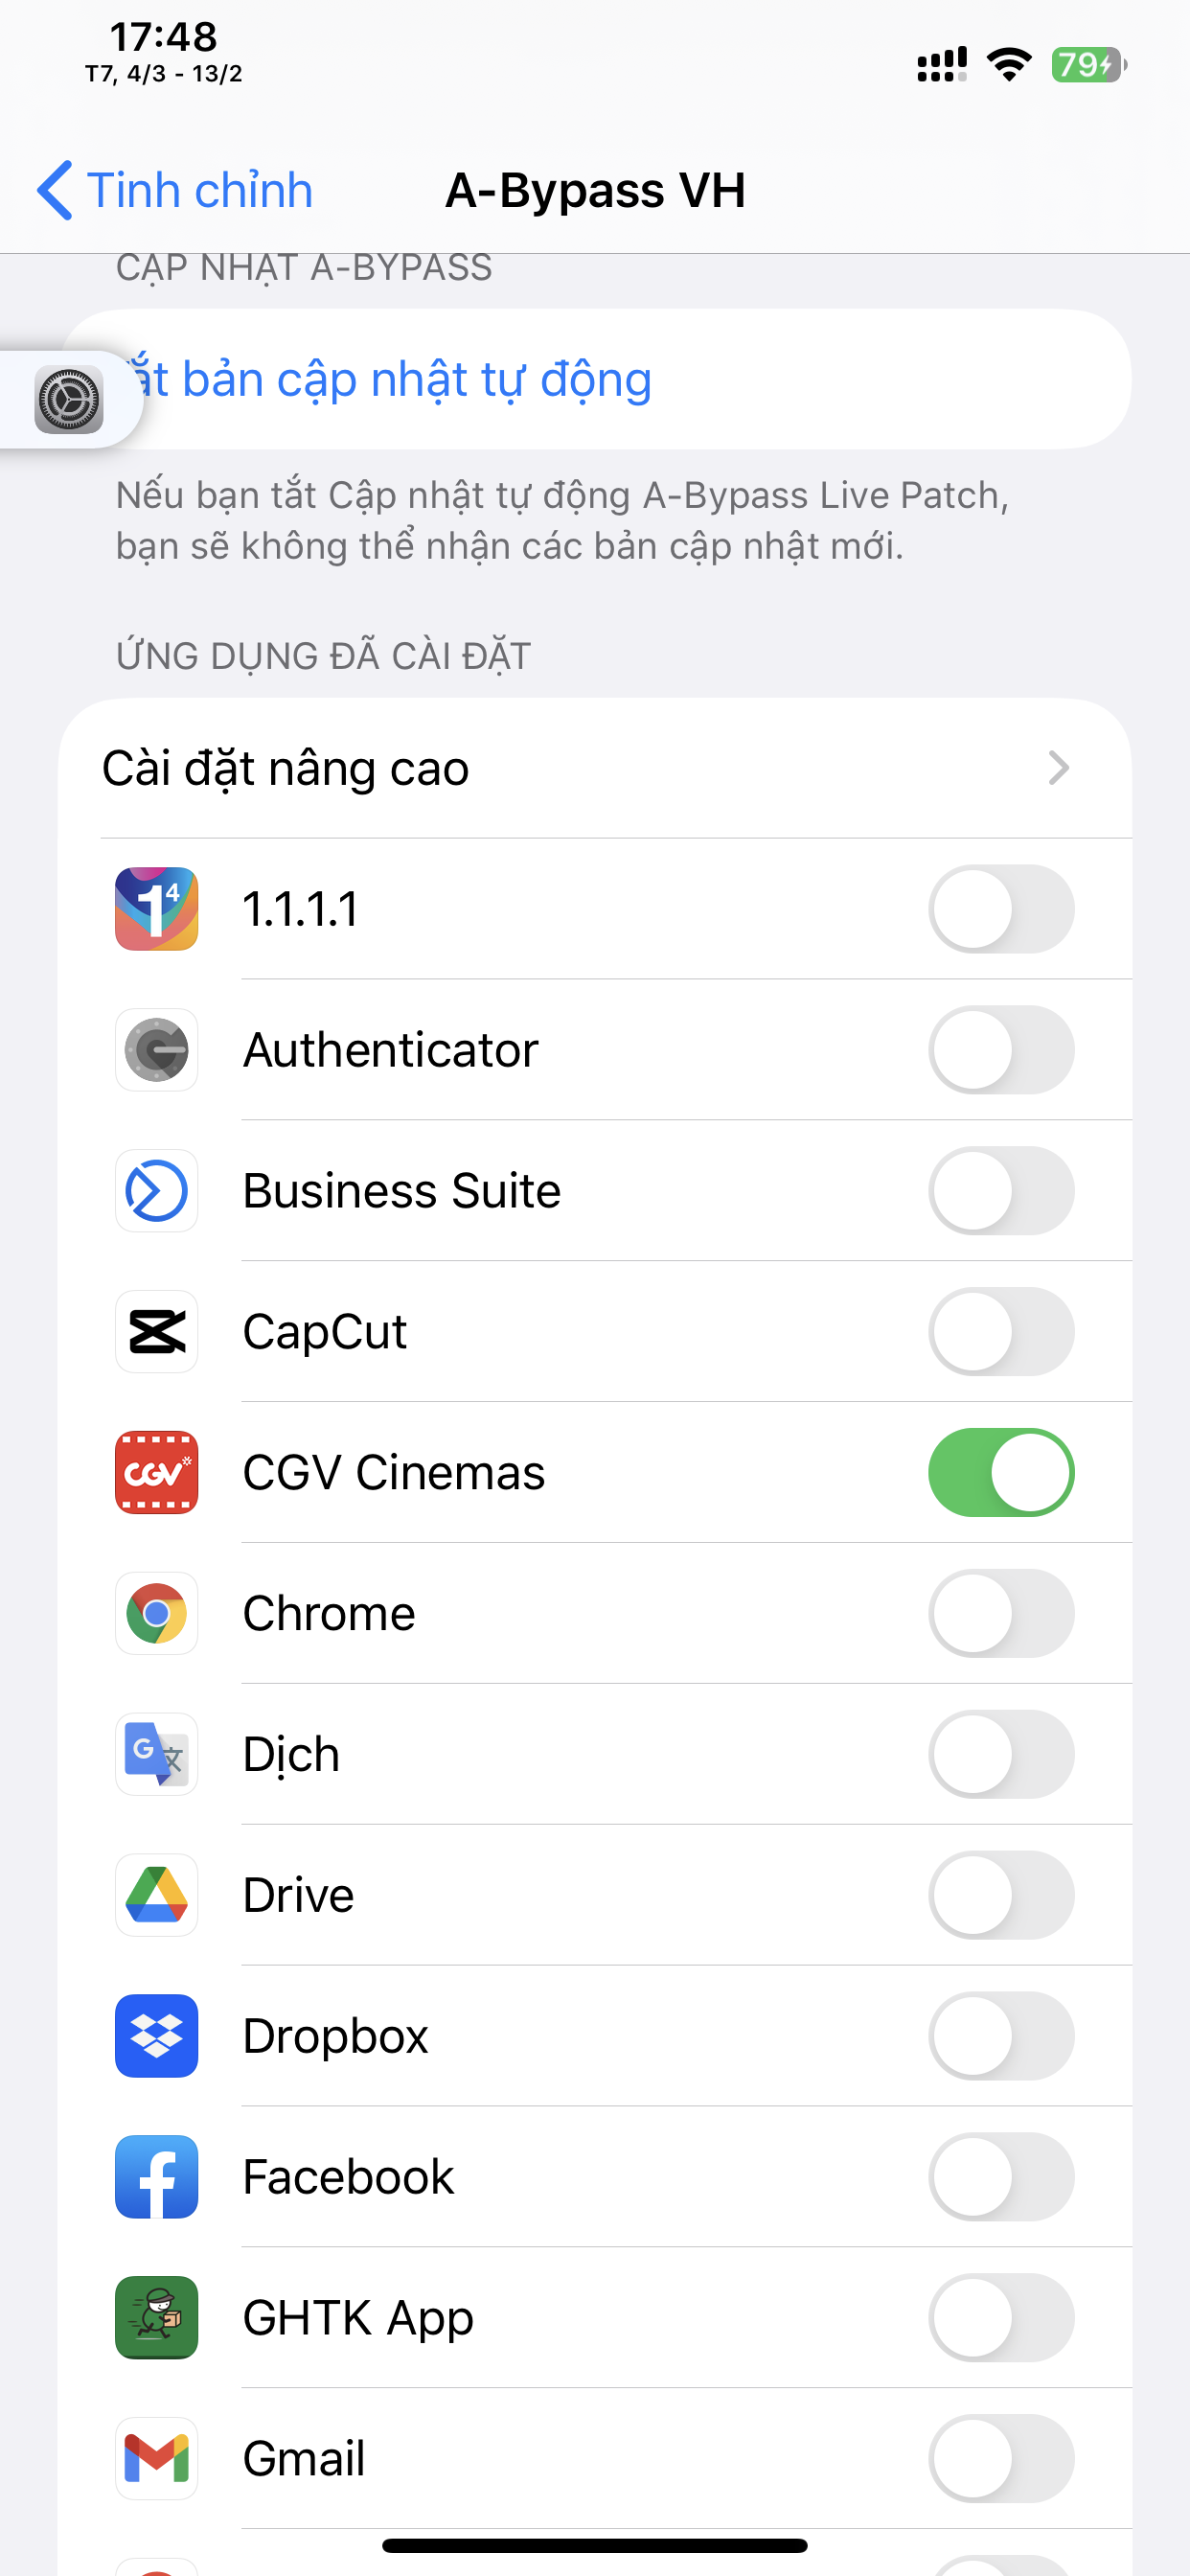 17:48
T7, 4/3 - 13/2
79
Tinh chỉnh
A-Bypass VH
CẬP NHẬT A-BYPASS
ắt bản cập nhật tự động
Nếu bạn tắt Cập nhật tự động A-Bypass Live Patch,
bạn sẽ không thể nhận các bản cập nhật mới.
ỨNG DỤNG ĐÃ CÀI ĐẶT
Cài đặt nâng cao
1.1.1.1
Authenticator
Business Suite
CapCut
CGV Cinemas
Chrome
Dịch
Drive
Dropbox
Facebook
GHTK App
Gmail